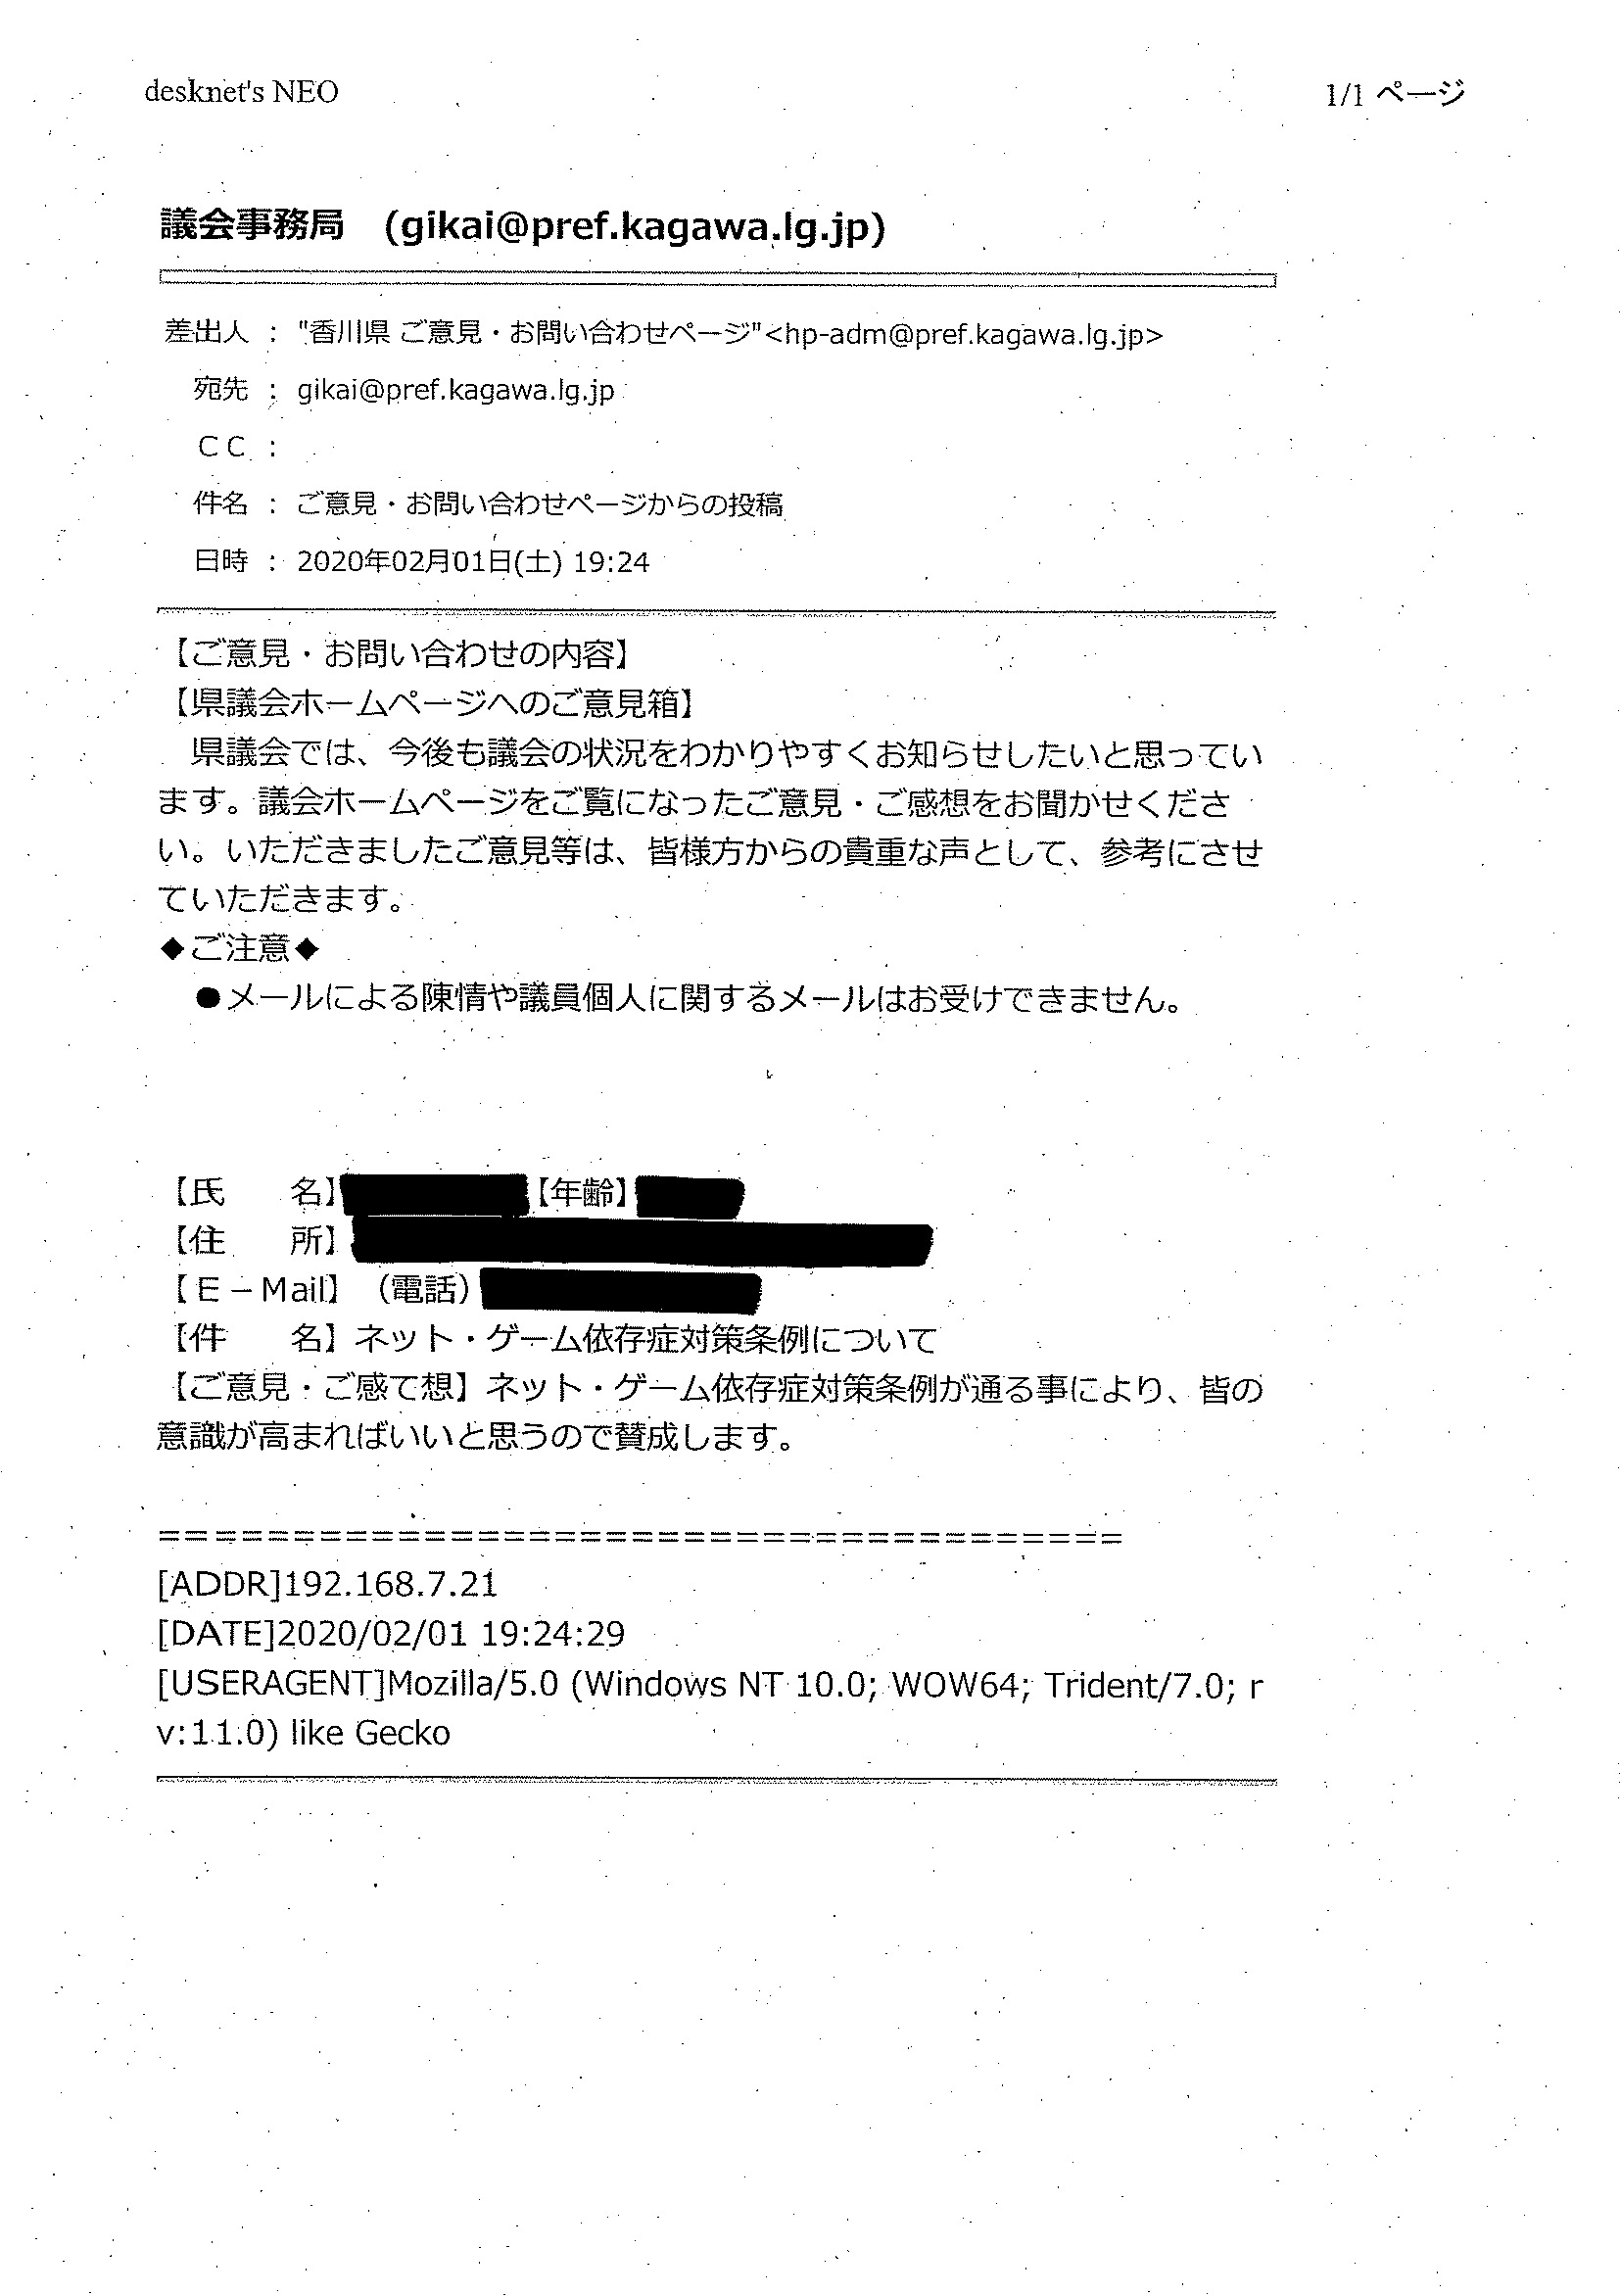 desknet's NEO
1/1 ページ
議会事務局　(gikai@pref.kagawa.lg.jp)
差出人 ： "香川県 ご意見・お問い合わせページ"<hp-adm@pref.kagawa.lg.jp>
宛先 ： gikai@pref.kagawa.lg.jp
ＣＣ ：
件名 ： ご意見・お問い合わせページからの投稿
日時 ： 2020年02月01日(土) 19:24
【ご意見・お問い合わせの内容】
【県議会ホームページへのご意見箱】
　県議会では、今後も議会の状況をわかりやすくお知らせしたいと思ってい
ます。議会ホームページをご覧になったご意見・ご感想をお聞かせくださ
い。いただきましたご意見等は、皆様方からの貴重な声として、参考にさせ
ていただきます。
◆ご注意◆
　●メールによる陳情や議員個人に関するメールはお受けできません。
【氏　　名】【年齢】
【住　　所】
【Ｅ－Mail】（電話）
【件　　名】ネット・ゲーム依存症対策条例について
【ご意見・ご感て想】ネット・ゲーム依存症対策条例が通る事により、皆の
意識が高まればいいと思うので賛成します。
=====================================
[ADDR]192.168.7.21
[DATE]2020/02/01 19:24:29
[USERAGENT]Mozilla/5.0 (Windows NT 10.0; WOW64; Trident/7.0; r
v:11.0) like Gecko